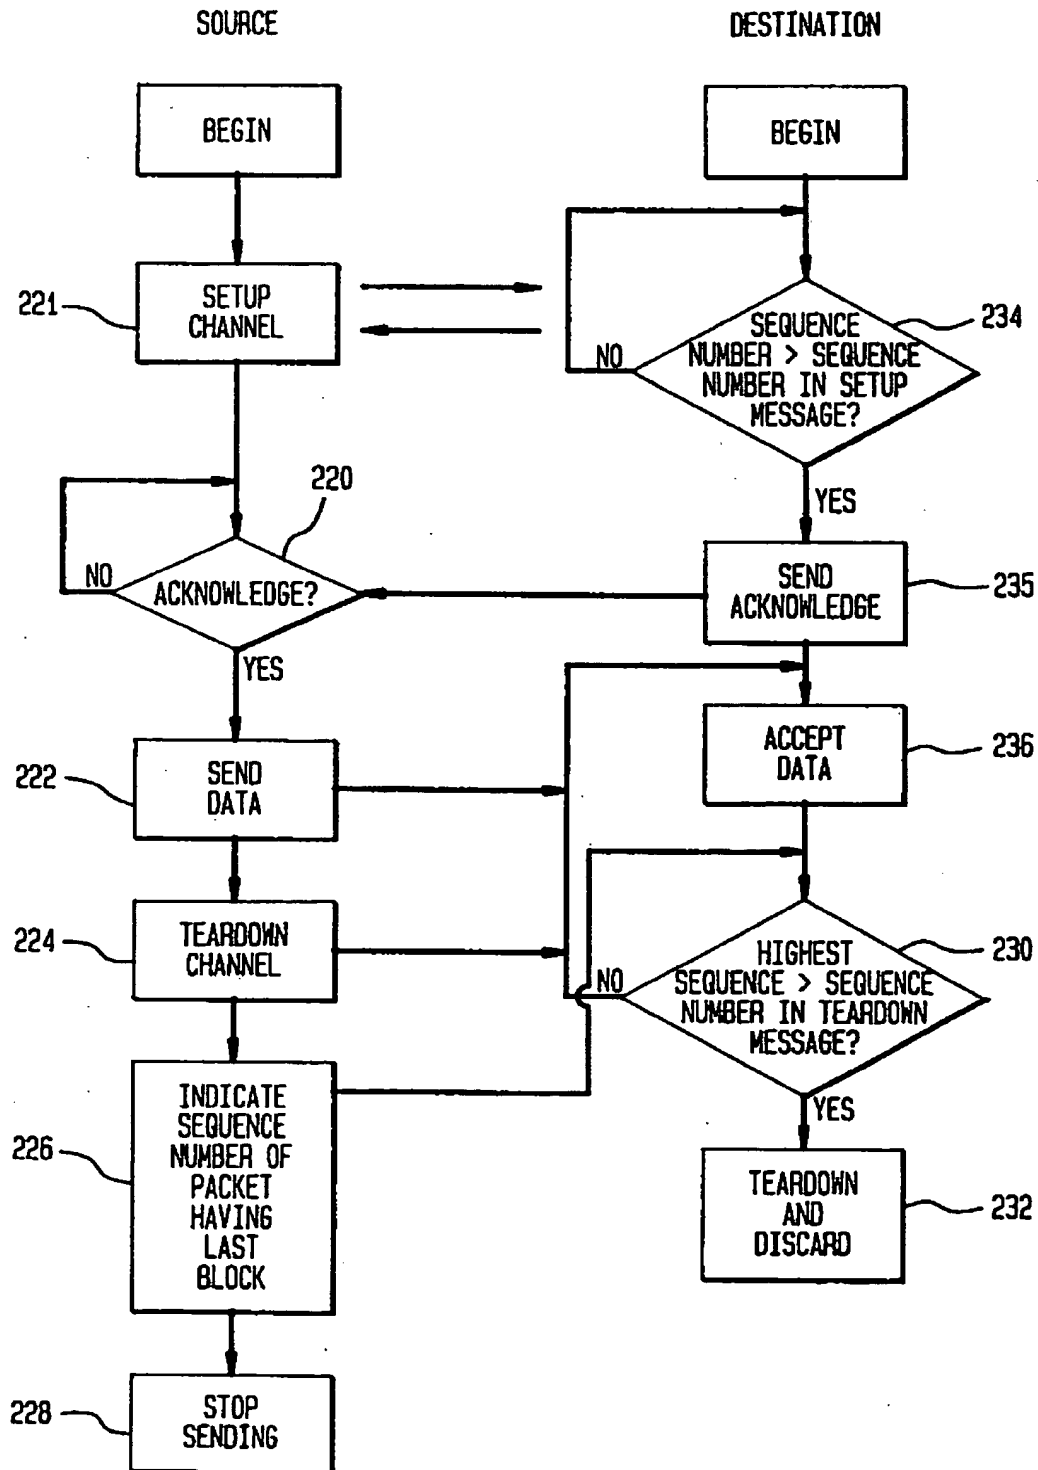 SOURCE
DESTINATION
BEGIN
BEGIN
221
SETUP
CHANNEL
234
SEQUENCE
NUMBER > SEQUENCE
NUMBER IN SETUP
MESSAGE?
NO
YES
220
ACKNOWLEDGE?
NO
YES
SEND
ACKNOWLEDGE
235
222
SEND
DATA
ACCEPT
DATA
236
224
TEARDOWN
CHANNEL
230
HIGHEST
SEQUENCE > SEQUENCE
NUMBER IN TEARDOWN
MESSAGE?
NO
YES
226
INDICATE
SEQUENCE
NUMBER OF
PACKET
HAVING
LAST
BLOCK
TEARDOWN
AND
DISCARD
232
228
STOP
SENDING